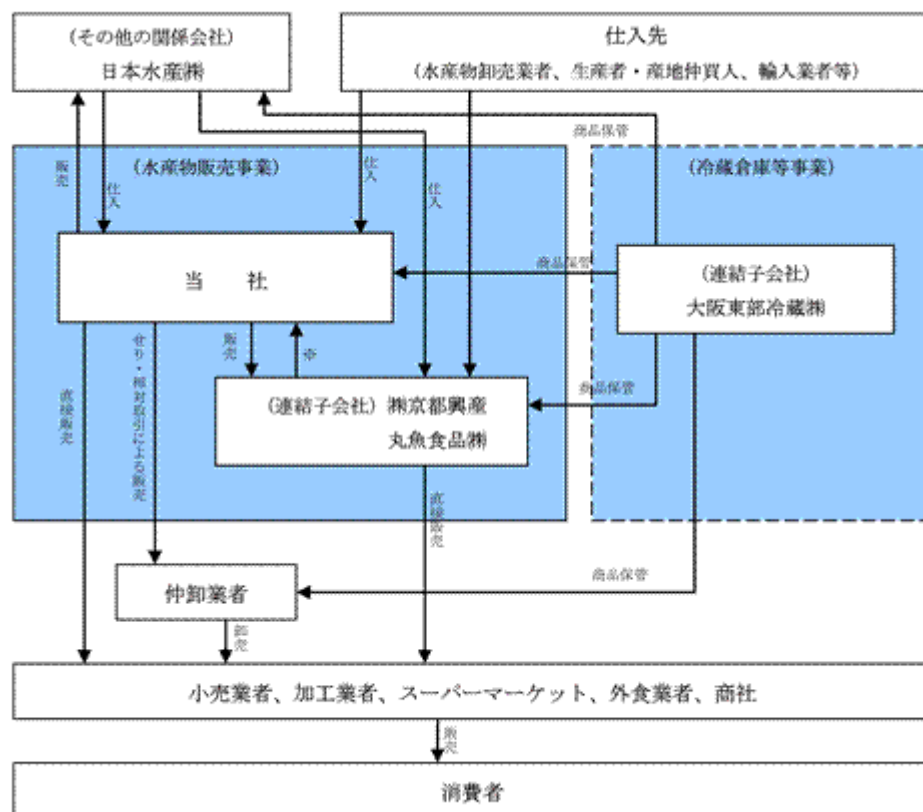 (その他の関係会社)
日本水産㈱
仕入先
(水産物卸売業者、生産者・産地仲買人、輸入業者等)
商品保管
(水産物販売事業)
(冷蔵倉庫等事業)
販売
仕入
仕入
仕入
当　社
商品保管
(連結子会社)
大阪東部冷蔵㈱
せり・相対取引による販売
販売
直接販売
(連結子会社) ㈱京都興産
丸魚食品㈱
商品保管
直接販売
仲卸業者
商品保管
卸売
小売業者、加工業者、スーパーマーケット、外食業者、商社
販売
消費者